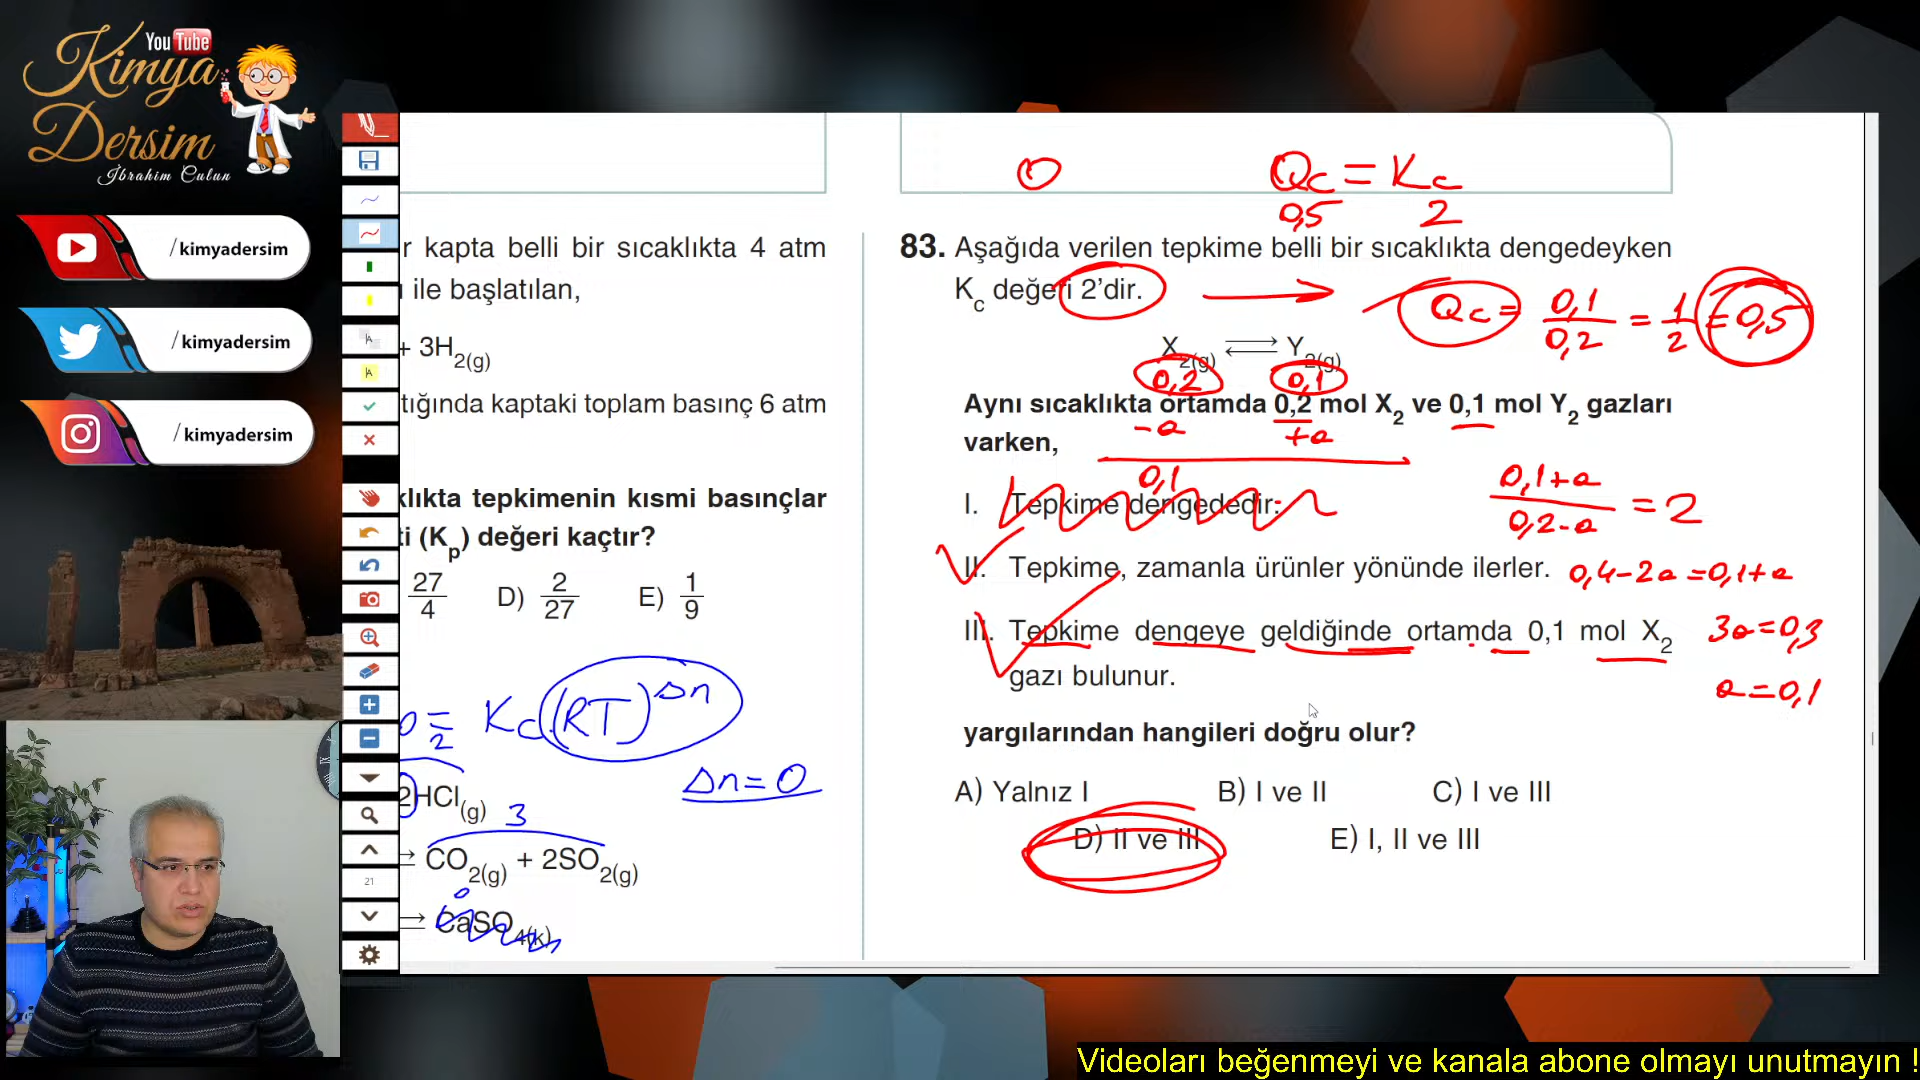 YouTube
Kimya
Dersim
İbrahim Culun
/kimyadersim
/kimyadersim
/kimyadersim
21
r kapta belli bir sıcaklıkta 4 atm
ile başlatılan,
+ 3H2(g)
tığında kaptaki toplam basınç 6 atm
klıkta tepkimenin kısmi basınçlar
ti (Kp) değeri kaçtır?
27/4 D) 2/27 E) 1/9
= Kc.(RT)^Δn
2
Δn = 0
2HCl(g)
3
⇌ CO2(g) + 2SO2(g)
0
⇌ CaSO4(k)
0 Qc = Kc
0,5 2
83. Aşağıda verilen tepkime belli bir sıcaklıkta dengedeyken
Kc değeri 2'dir.
Qc = 0,1/0,2 = 1/2 = 0,5
X2(g) ⇌ Y2(g)
0,2 0,1
Aynı sıcaklıkta ortamda 0,2 mol X2 ve 0,1 mol Y2 gazları
varken,
-a +a
0,1
0,1+a/0,2-a = 2
I. Tepkime dengededir.
II. Tepkime, zamanla ürünler yönünde ilerler.
0,4-2a = 0,1+a
III. Tepkime dengeye geldiğinde ortamda 0,1 mol X2
gazı bulunur.
3a = 0,3
a = 0,1
yargılarından hangileri doğru olur?
A) Yalnız I B) I ve II C) I ve III
D) II ve III E) I, II ve III
Videoları beğenmeyi ve kanala abone olmayı unutmayın !